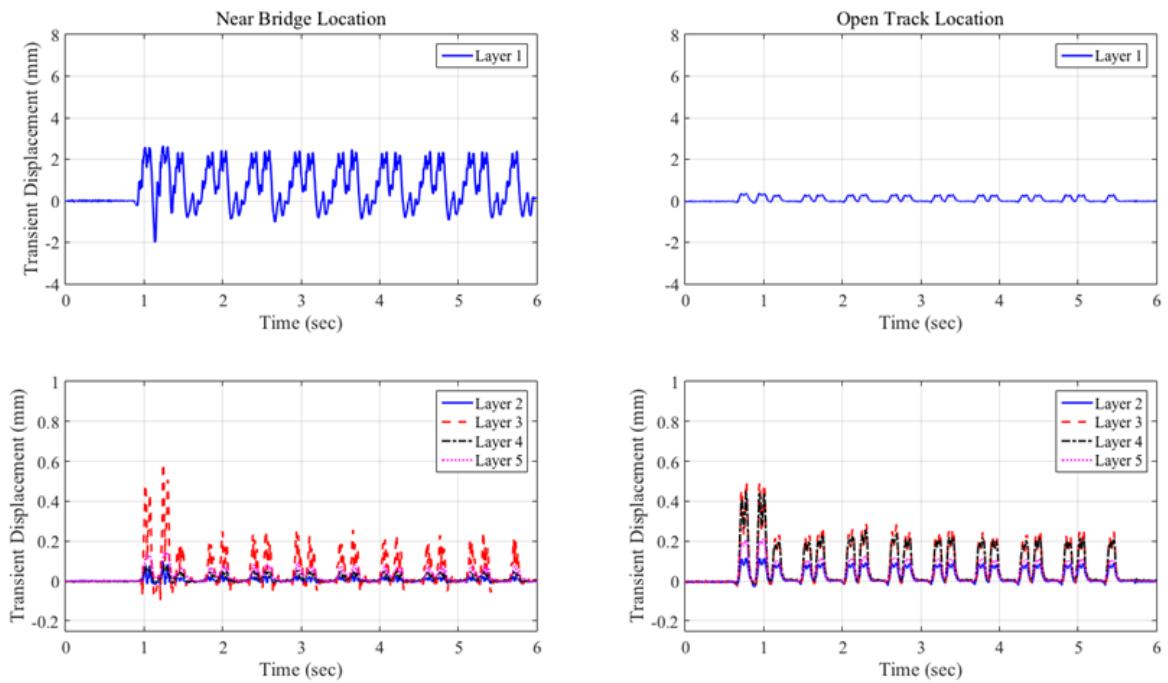 Near Bridge Location
Transient Displacement (mm)
8
6
4
2
0
-2
-4
Layer 1
0 1 2 3 4 5 6
Time (sec)
Open Track Location
Transient Displacement (mm)
8
6
4
2
0
-2
-4
Layer 1
0 1 2 3 4 5 6
Time (sec)
Transient Displacement (mm)
1
0.8
0.6
0.4
0.2
0
-0.2
Layer 2
Layer 3
Layer 4
Layer 5
0 1 2 3 4 5 6
Time (sec)
Transient Displacement (mm)
1
0.8
0.6
0.4
0.2
0
-0.2
Layer 2
Layer 3
Layer 4
Layer 5
0 1 2 3 4 5 6
Time (sec)